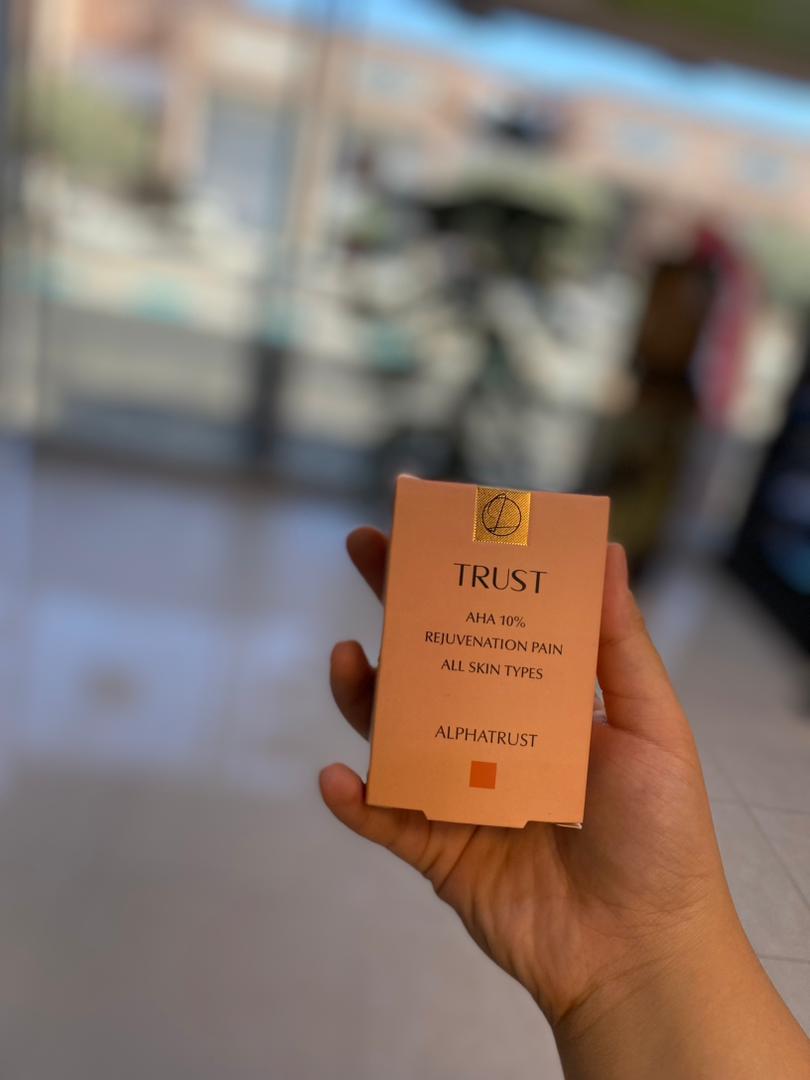 TRUST
AHA 10%
REJUVENATION PAIN
ALL SKIN TYPES
ALPHATRUST